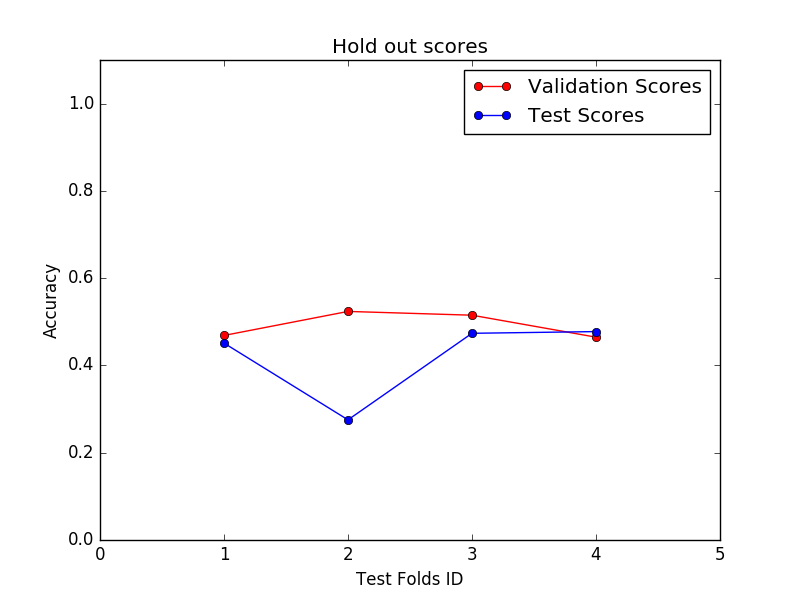 Hold out scores
Validation Scores
Test Scores
1.0
0.8
0.6
0.4
0.2
0.0
Accuracy
0 1 2 3 4 5
Test Folds ID